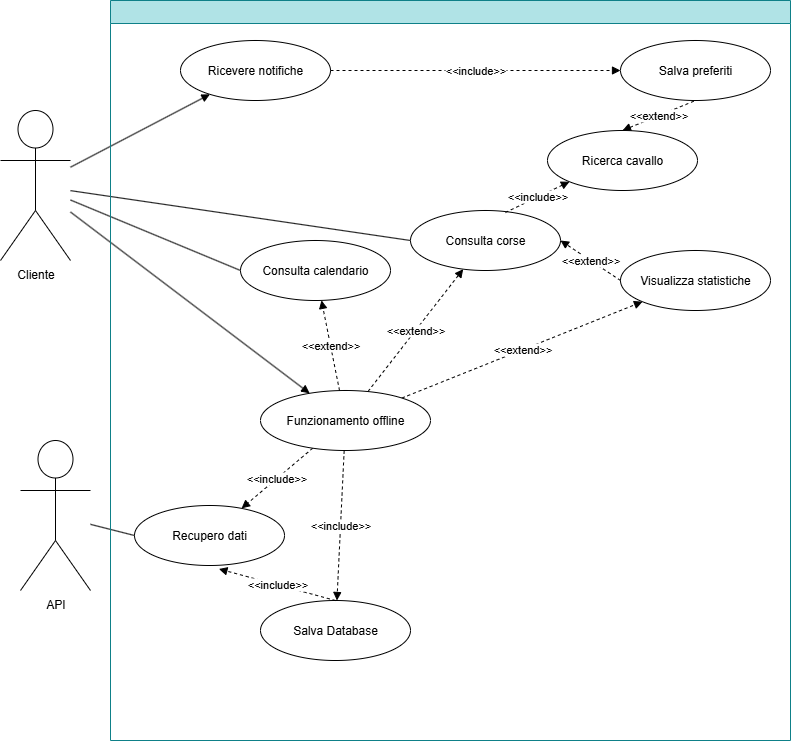 Ricevere notifiche
<<include>>
Salva preferiti
<<extend>>
Ricerca cavallo
<<include>>
Consulta corse
Cliente
Consulta calendario
<<extend>>
Visualizza statistiche
<<extend>>
<<extend>>
<<extend>>
Funzionamento offline
<<include>>
<<include>>
Recupero dati
<<include>>
API
Salva Database